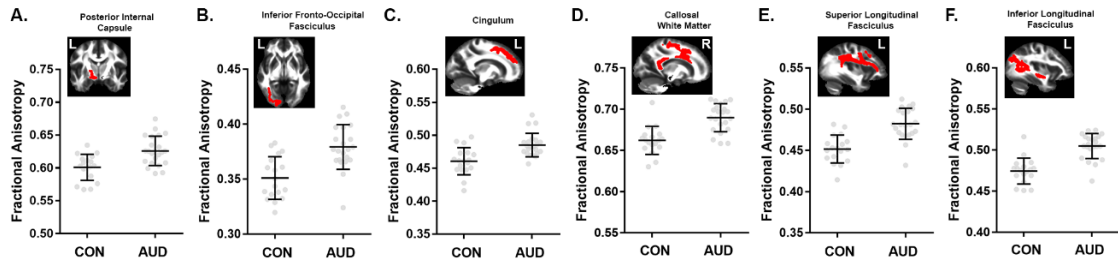 A.
Posterior Internal
Capsule
L
Fractional Anisotropy
0.75
0.70
0.65
0.60
0.55
0.50
CON AUD
B.
Inferior Fronto-Occipital
Fasciculus
L
Fractional Anisotropy
0.45
0.40
0.35
0.30
CON AUD
C.
Cingulum
L
Fractional Anisotropy
0.60
0.55
0.50
0.45
0.40
0.35
CON AUD
D.
Callosal
White Matter
R
Fractional Anisotropy
0.75
0.70
0.65
0.60
0.55
CON AUD
E.
Superior Longitudinal
Fasciculus
L
Fractional Anisotropy
0.55
0.50
0.45
0.40
0.35
CON AUD
F.
Inferior Longitudinal
Fasciculus
L
Fractional Anisotropy
0.60
0.55
0.50
0.45
0.40
CON AUD